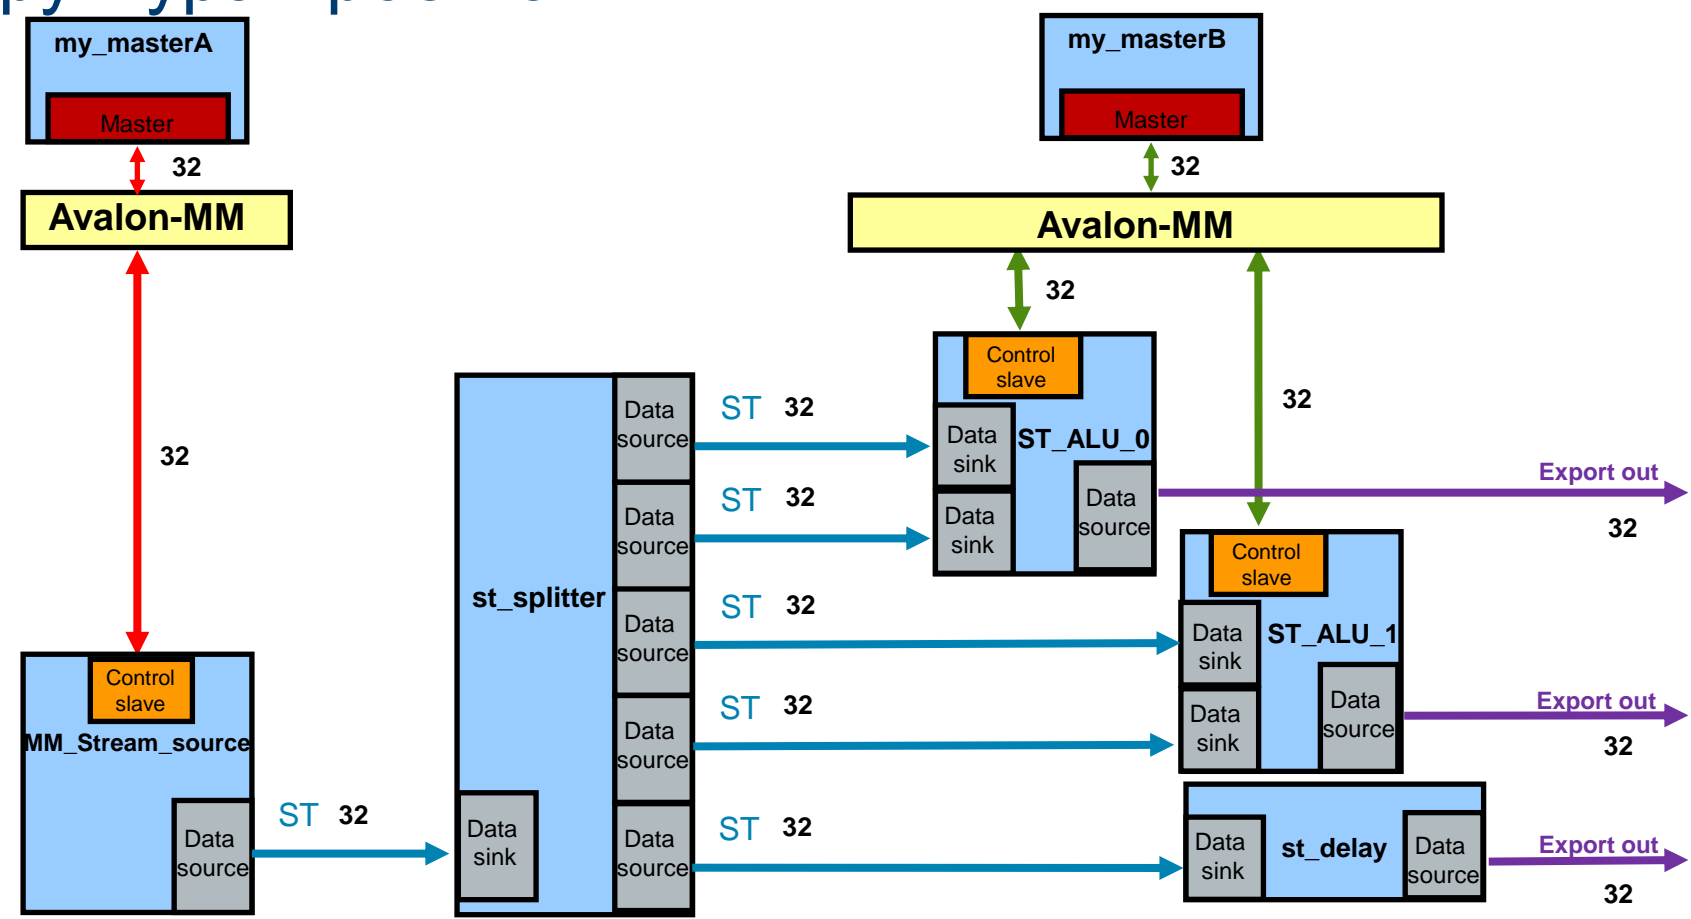 my_masterA
Master
32
Avalon-MM
32
Control
slave
MM_Stream_source
Data
source
ST 32
st_splitter
Data
sink
Data
source
Data
source
Data
source
Data
source
Data
source
ST 32
ST 32
ST 32
ST 32
ST 32
my_masterB
Master
32
Avalon-MM
32
32
Control
slave
Data
sink
ST_ALU_0
Data
sink
Data
source
Export out
32
Control
slave
Data
sink
ST_ALU_1
Data
sink
Data
source
Export out
32
Data
sink
st_delay
Data
source
Export out
32